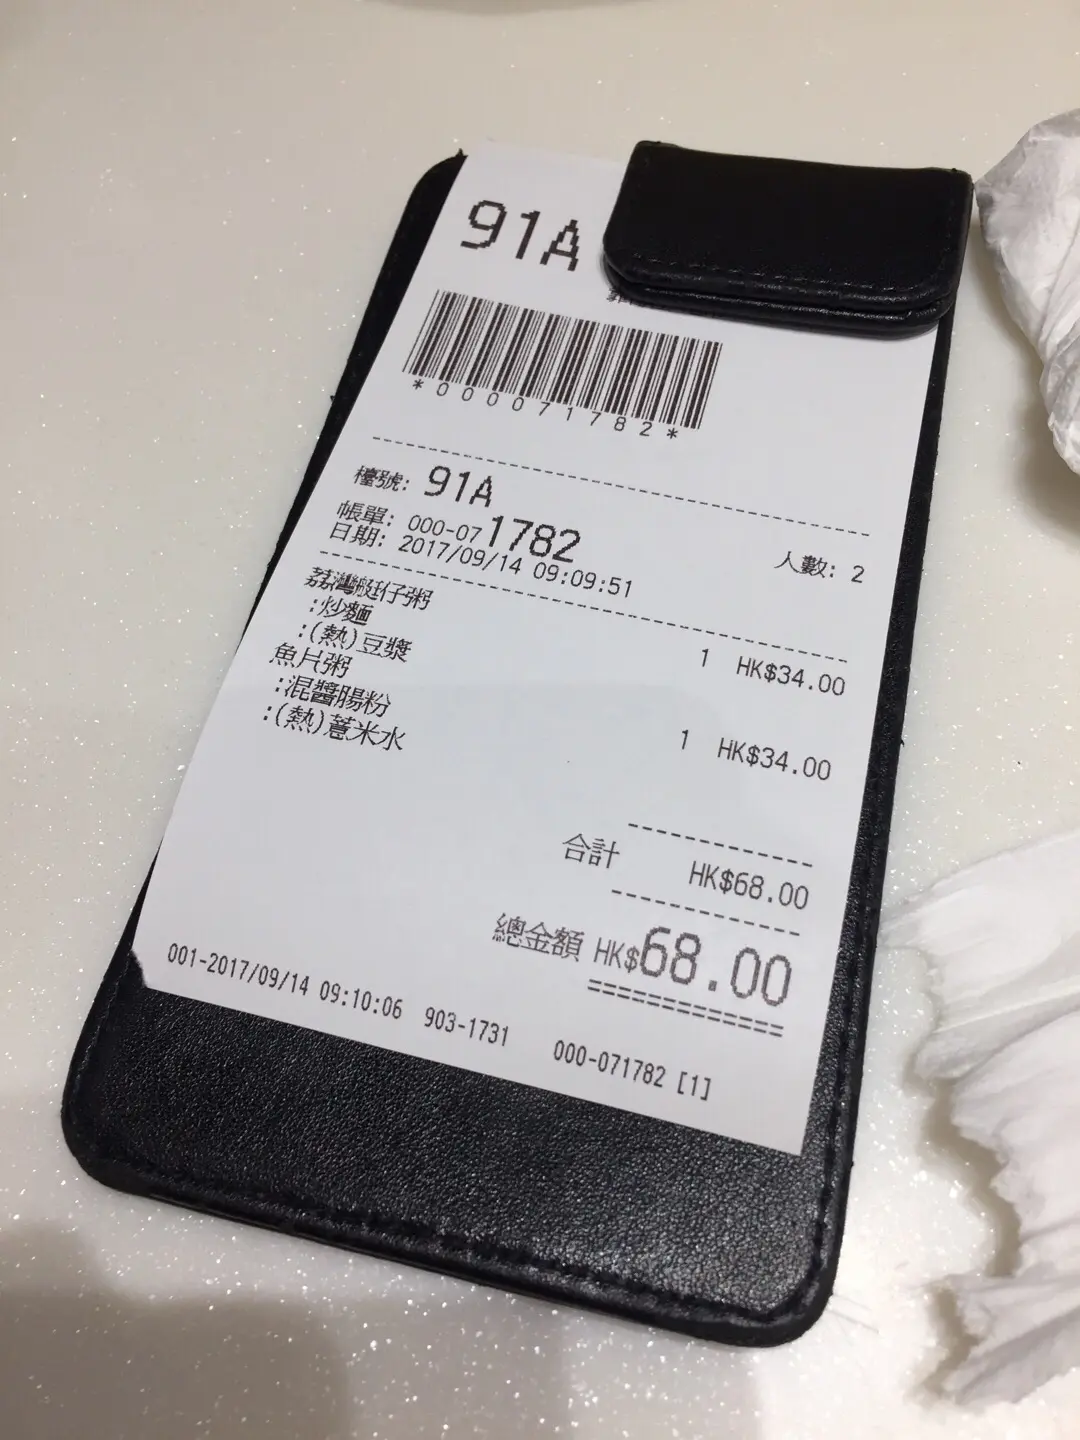 91A
*000071782*
檯號: 91A 人數: 2
帳單: 000-071782
日期: 2017/09/14 09:09:51
荔灣艇仔粥 1 HK$34.00
:炒麵
:(熱)豆漿
魚片粥 1 HK$34.00
:混醬腸粉
:(熱)薏米水
合計 HK$68.00
總金額 HK$68.00
001-2017/09/14 09:10:06 903-1731 000-071782 [1]